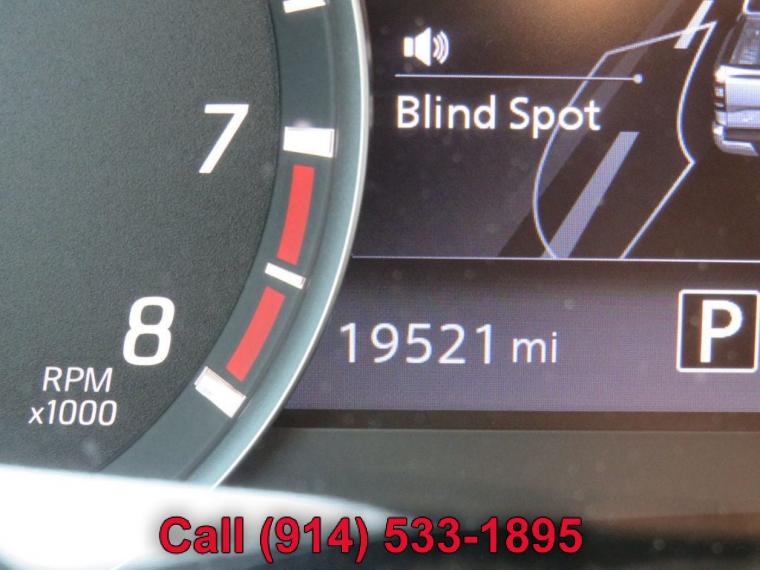 Blind Spot
7
8
RPM
x1000
19521 mi
P
Call (914) 533-1895